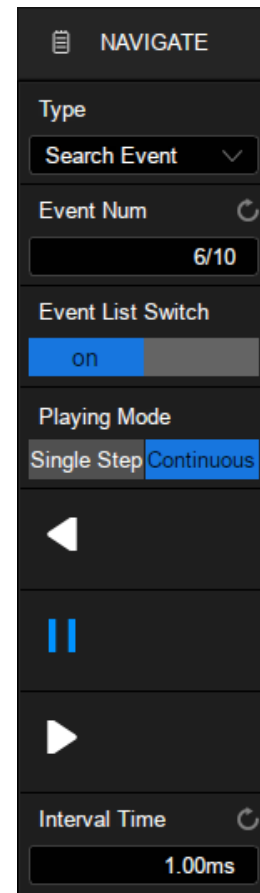 NAVIGATE
Type
Search Event
Event Num
6/10
Event List Switch
on
Playing Mode
Single Step Continuous
Interval Time
1.00ms